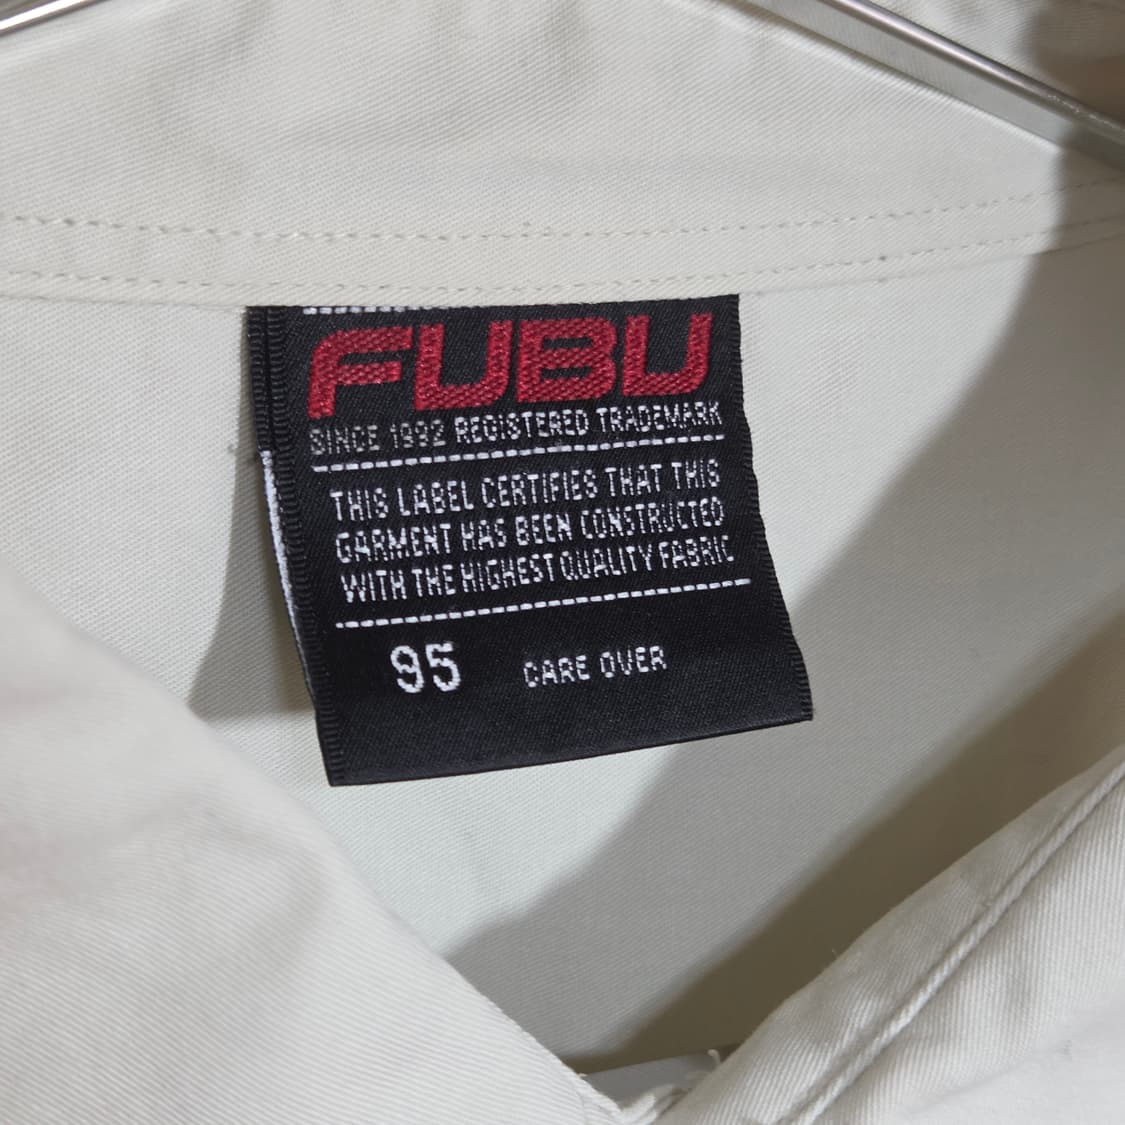 FUBU
SINCE 1992 REGISTERED TRADEMARK
THIS LABEL CERTIFIES THAT THIS
GARMENT HAS BEEN CONSTRUCTED
WITH THE HIGHEST QUALITY FABRIC
95 CARE OVER